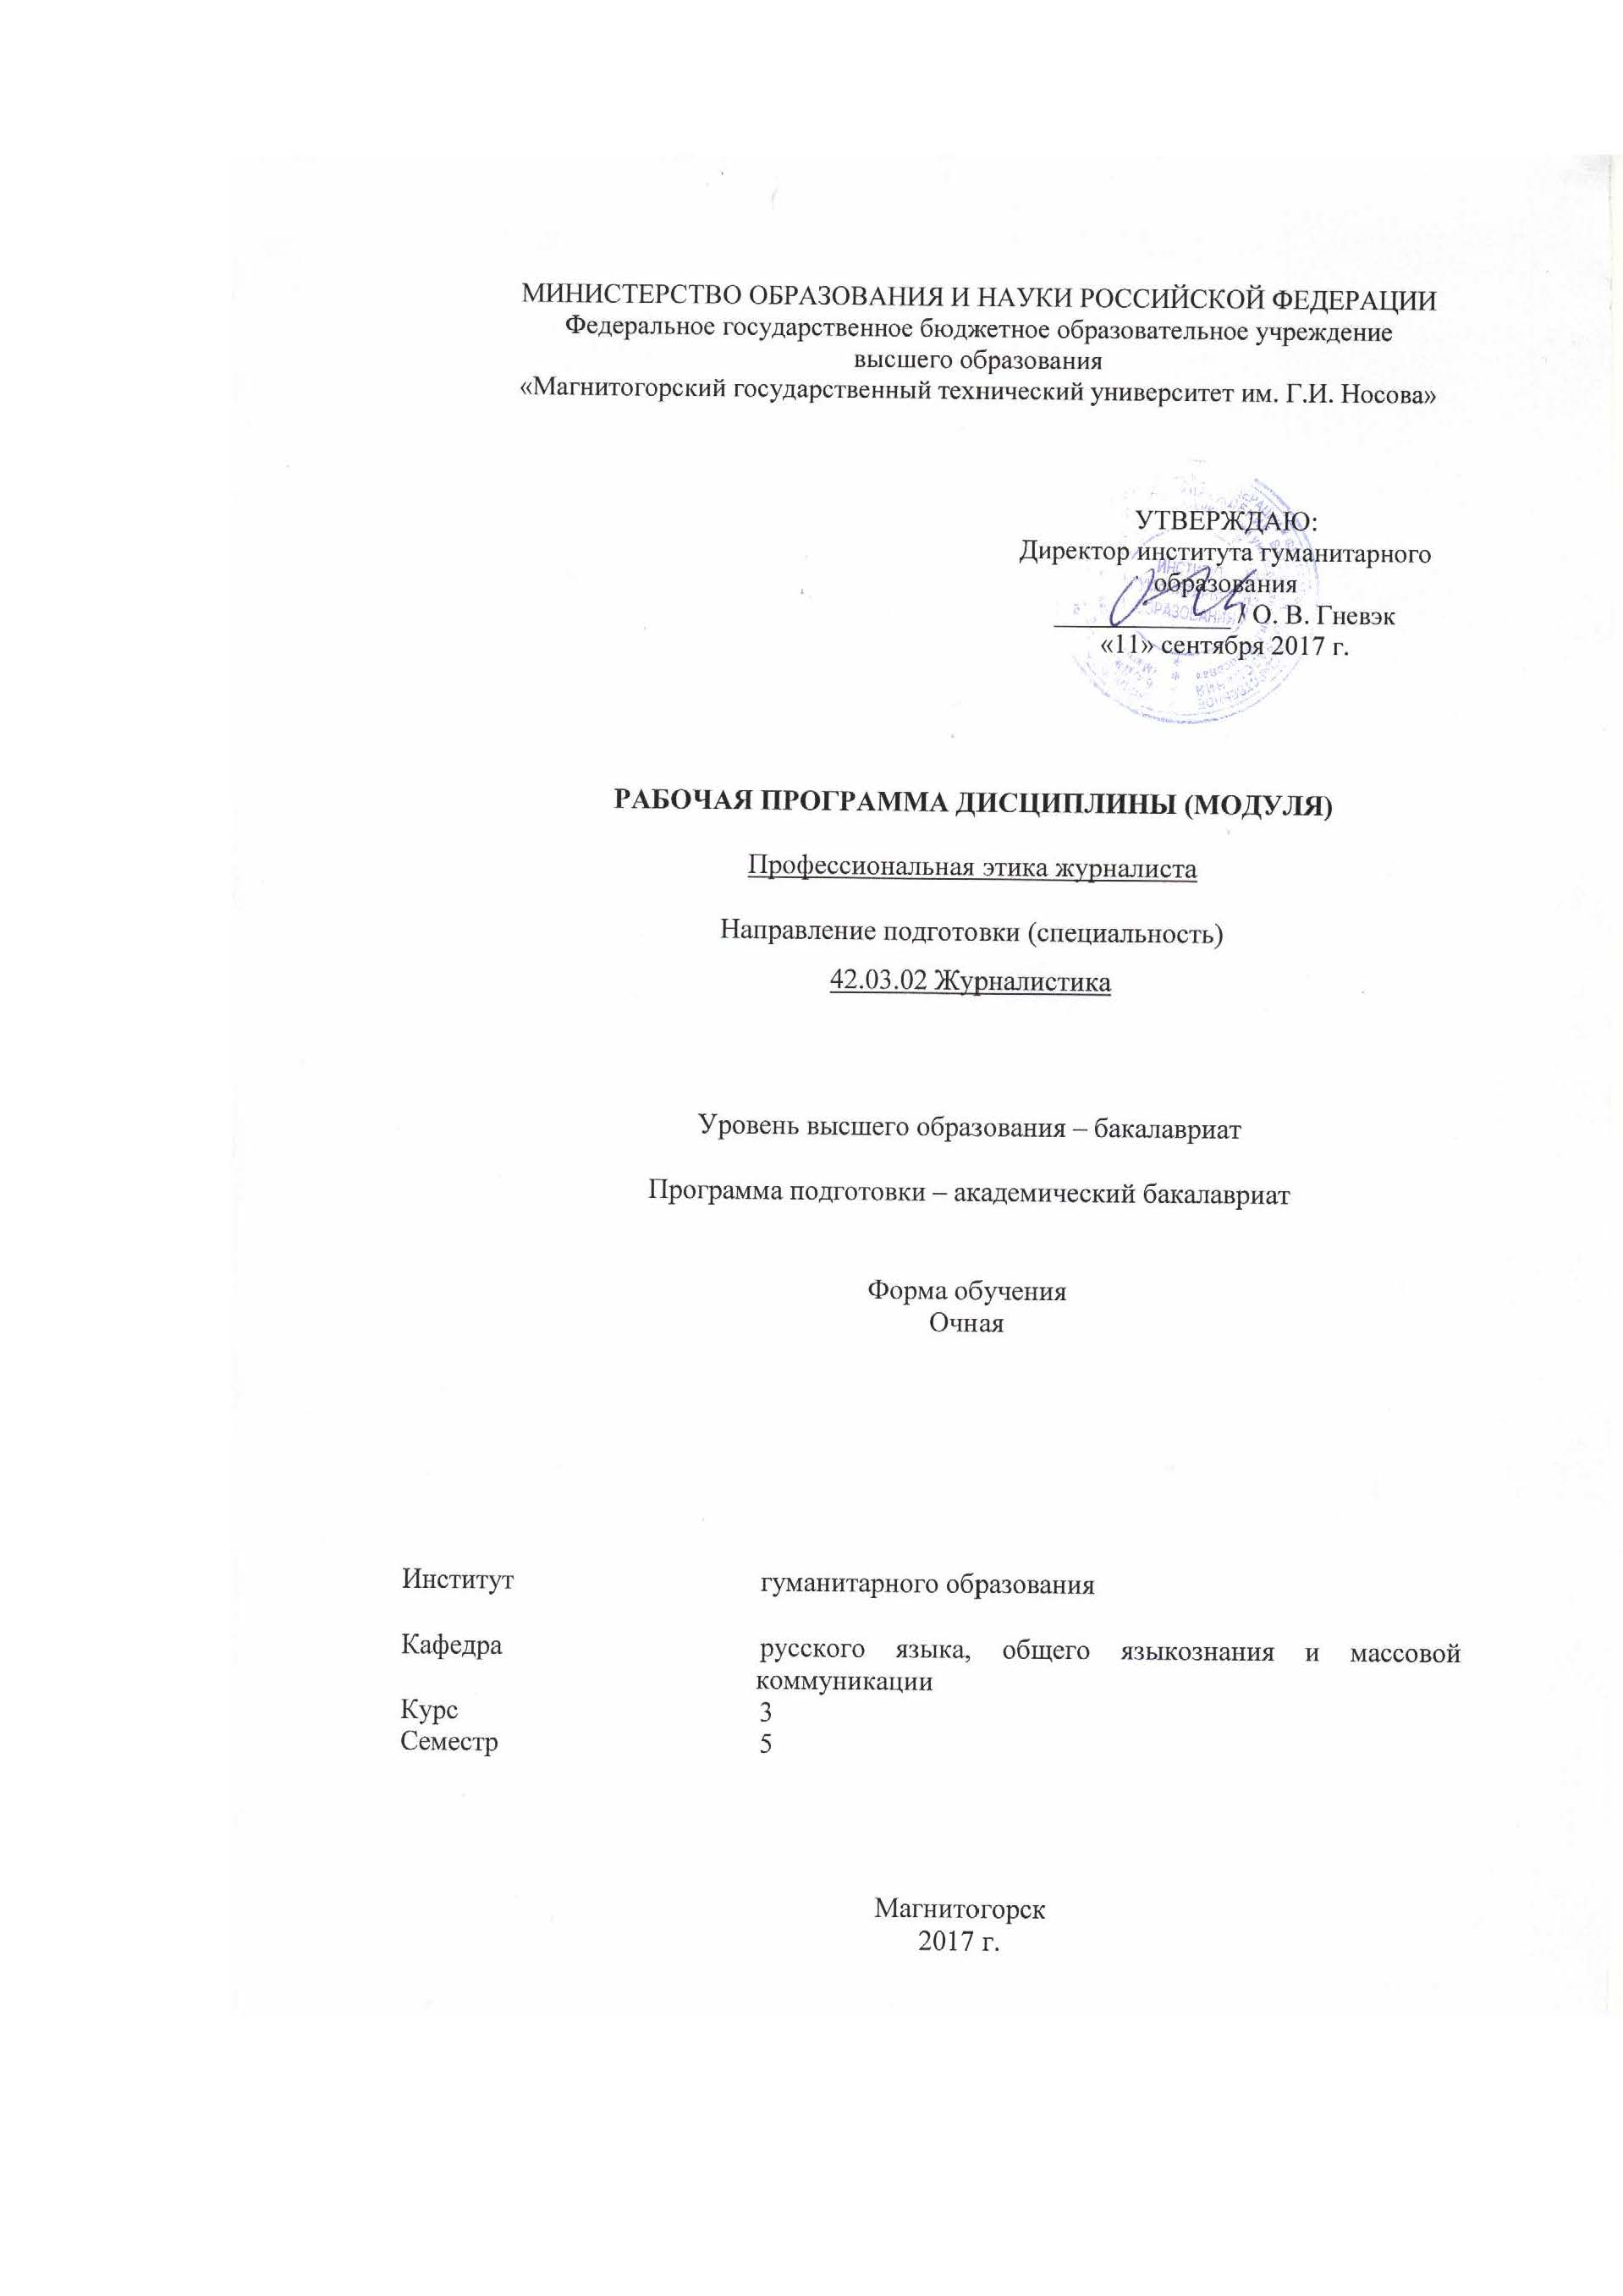 МИНИСТЕРСТВО ОБРАЗОВАНИЯ И НАУКИ РОССИЙСКОЙ ФЕДЕРАЦИИ
Федеральное государственное бюджетное образовательное учреждение
высшего образования
«Магнитогорский государственный технический университет им. Г.И. Носова»
УТВЕРЖДАЮ:
Директор института гуманитарного
образования
/ О. В. Гневэк
«11» сентября 2017 г.
РАБОЧАЯ ПРОГРАММА ДИСЦИПЛИНЫ (МОДУЛЯ)
Профессиональная этика журналиста
Направление подготовки (специальность)
42.03.02 Журналистика
Уровень высшего образования – бакалавриат
Программа подготовки – академический бакалавриат
Форма обучения
Очная
Институт гуманитарного образования
Кафедра русского языка, общего языкознания и массовой
коммуникации
Курс 3
Семестр 5
Магнитогорск
2017 г.